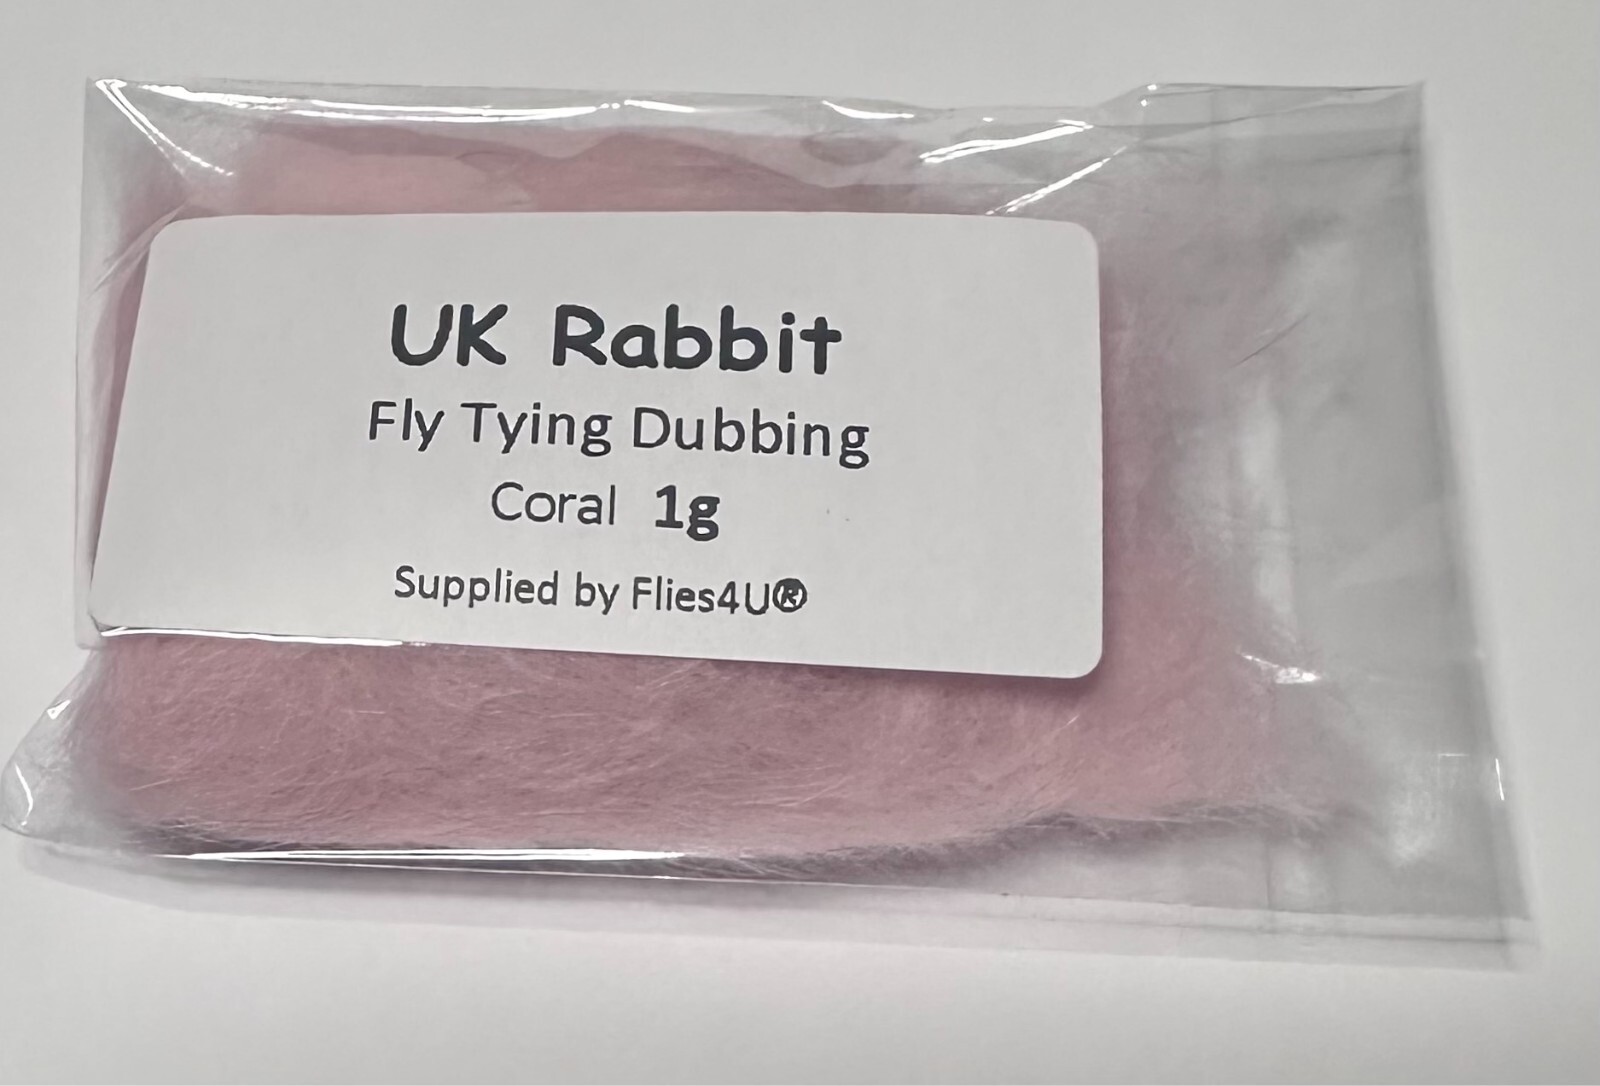 UK Rabbit
Fly Tying Dubbing
Coral 1g
Supplied by Flies4U®